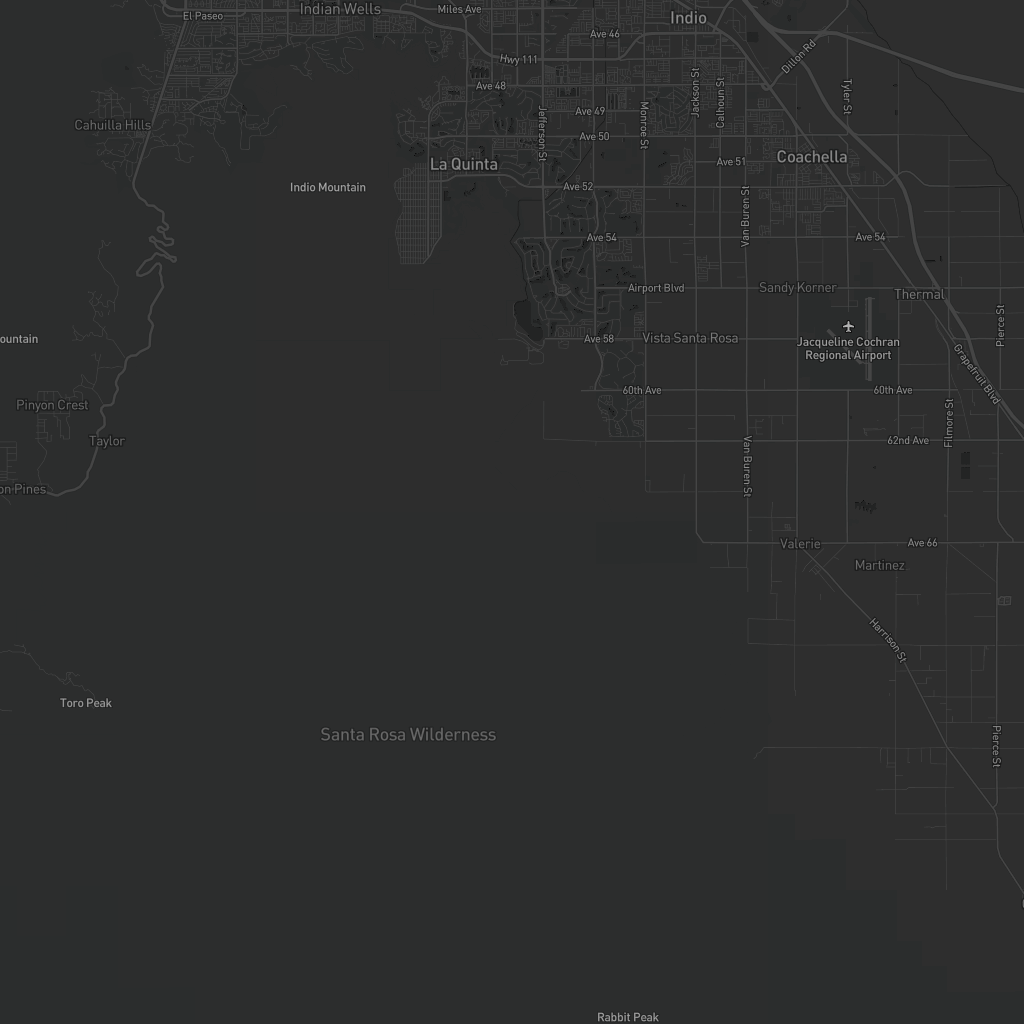 El Paseo
Indian Wells
Miles Ave
Indio
Ave 46
Hwy 111
Dillon Rd
Ave 48
Jackson St
Calhoun St
Tyler St
Ave 49
Monroe St
Jefferson St
Cahuilla Hills
Ave 50
La Quinta
Ave 51
Coachella
Indio Mountain
Ave 52
Van Buren St
Ave 54
Ave 54
Airport Blvd
Sandy Korner
Thermal
Pierce St
ountain
Ave 58
Vista Santa Rosa
Jacqueline Cochran
Regional Airport
Grapefruit Blvd
60th Ave
60th Ave
Pinyon Crest
Filmore St
Taylor
62nd Ave
Van Buren St
on Pines
Valerie
Ave 66
Martinez
Harrison St
Toro Peak
Santa Rosa Wilderness
Pierce St
Rabbit Peak